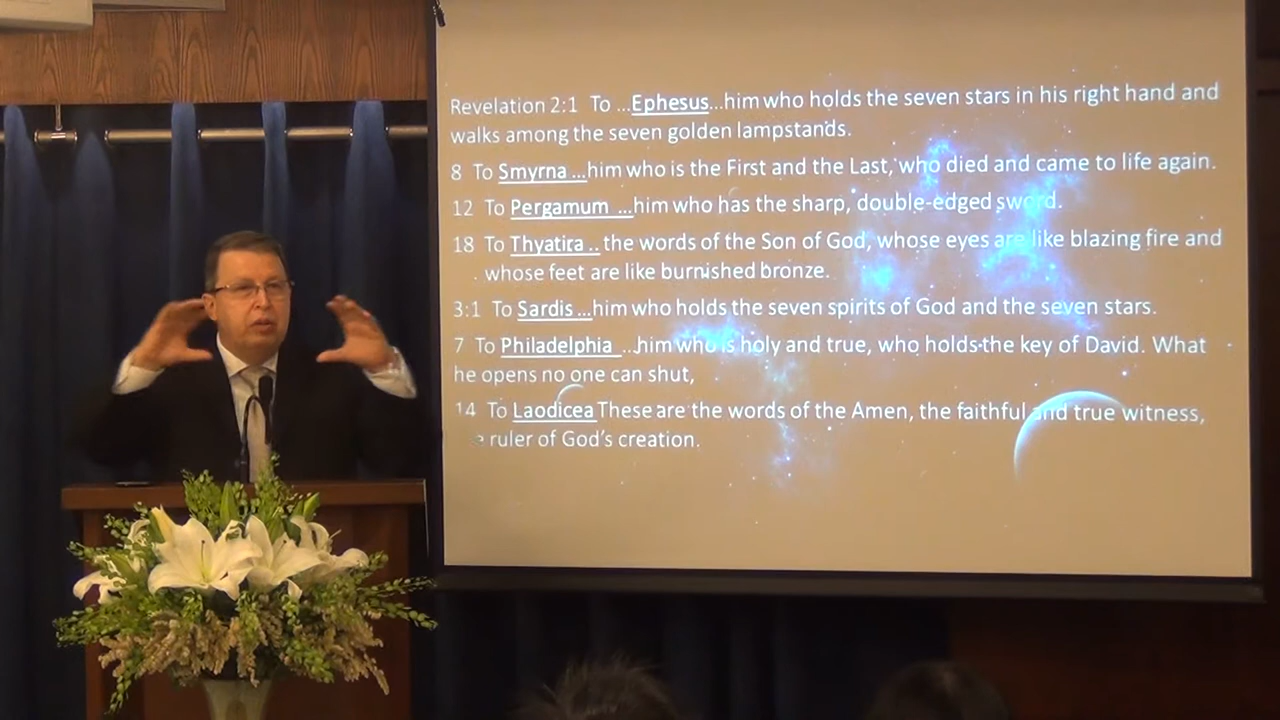 Revelation 2:1 To ...Ephesus...him who holds the seven stars in his right hand and
walks among the seven golden lampstands.
8 To Smyrna ...him who is the First and the Last, who died and came to life again.
12 To Pergamum ...him who has the sharp, double-edged sword.
18 To Thyatira .. the words of the Son of God, whose eyes are like blazing fire and
whose feet are like burnished bronze.
3:1 To Sardis ...him who holds the seven spirits of God and the seven stars.
7 To Philadelphia ...him who is holy and true, who holds the key of David. What
he opens no one can shut,
14 To Laodicea These are the words of the Amen, the faithful and true witness,
ruler of God's creation.